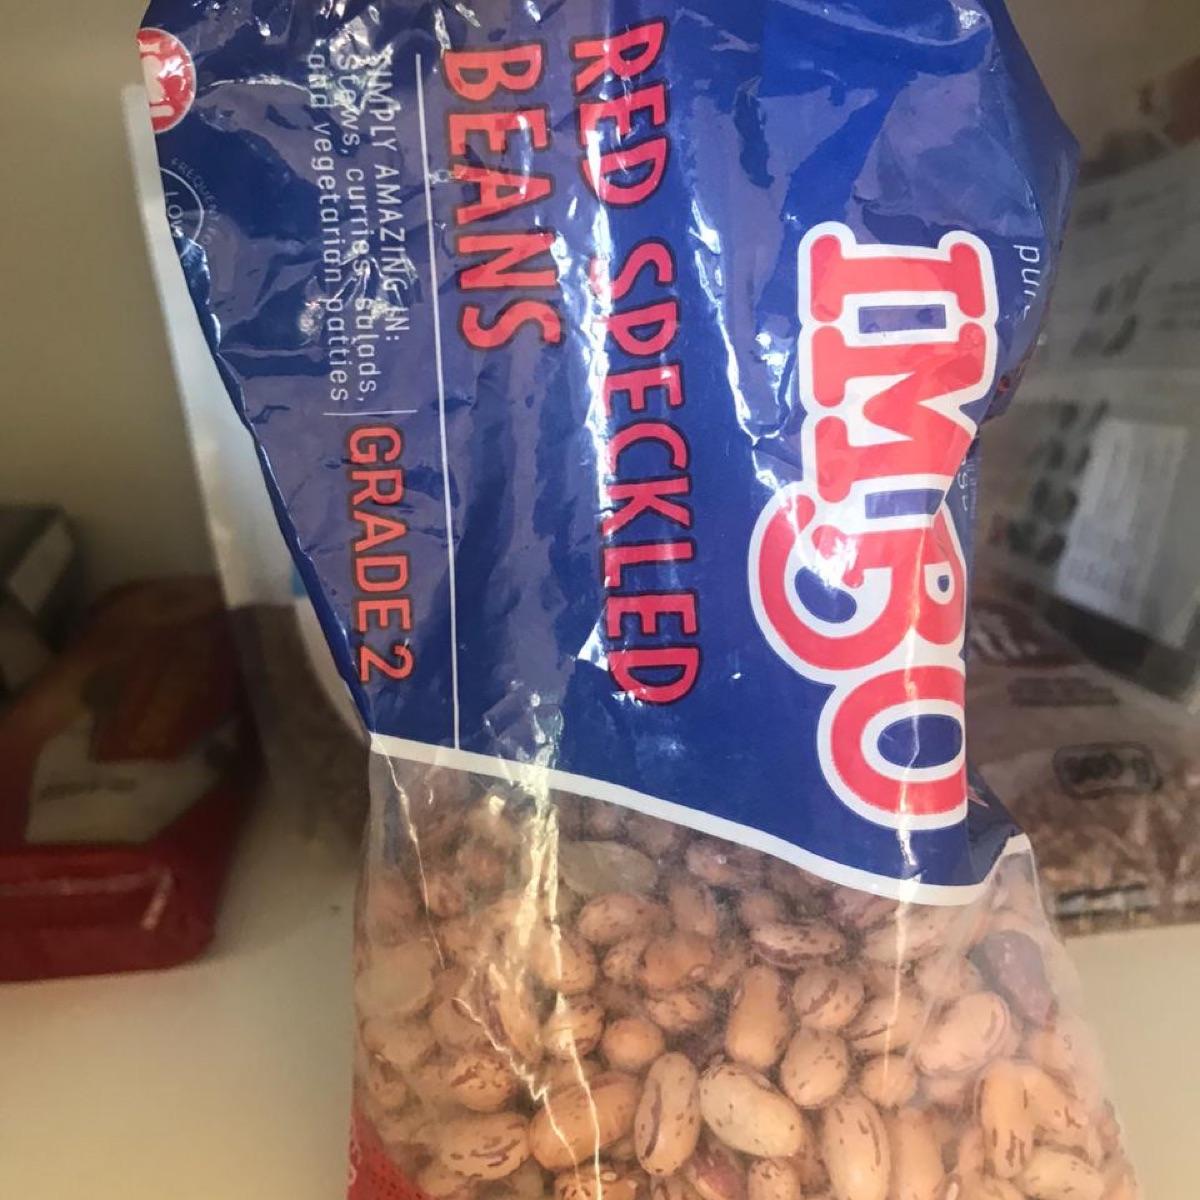 IMBO
RED SPECKLED
BEANS
SIMPLY AMAZING IN:
stews, curries, salads,
and vegetarian patties
GRADE 2